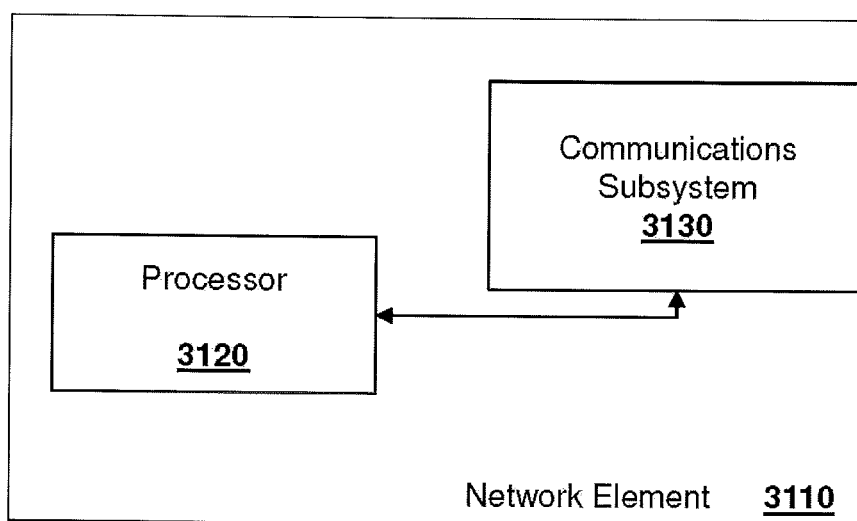 Communications
Subsystem
3130
Processor
3120
Network Element 3110